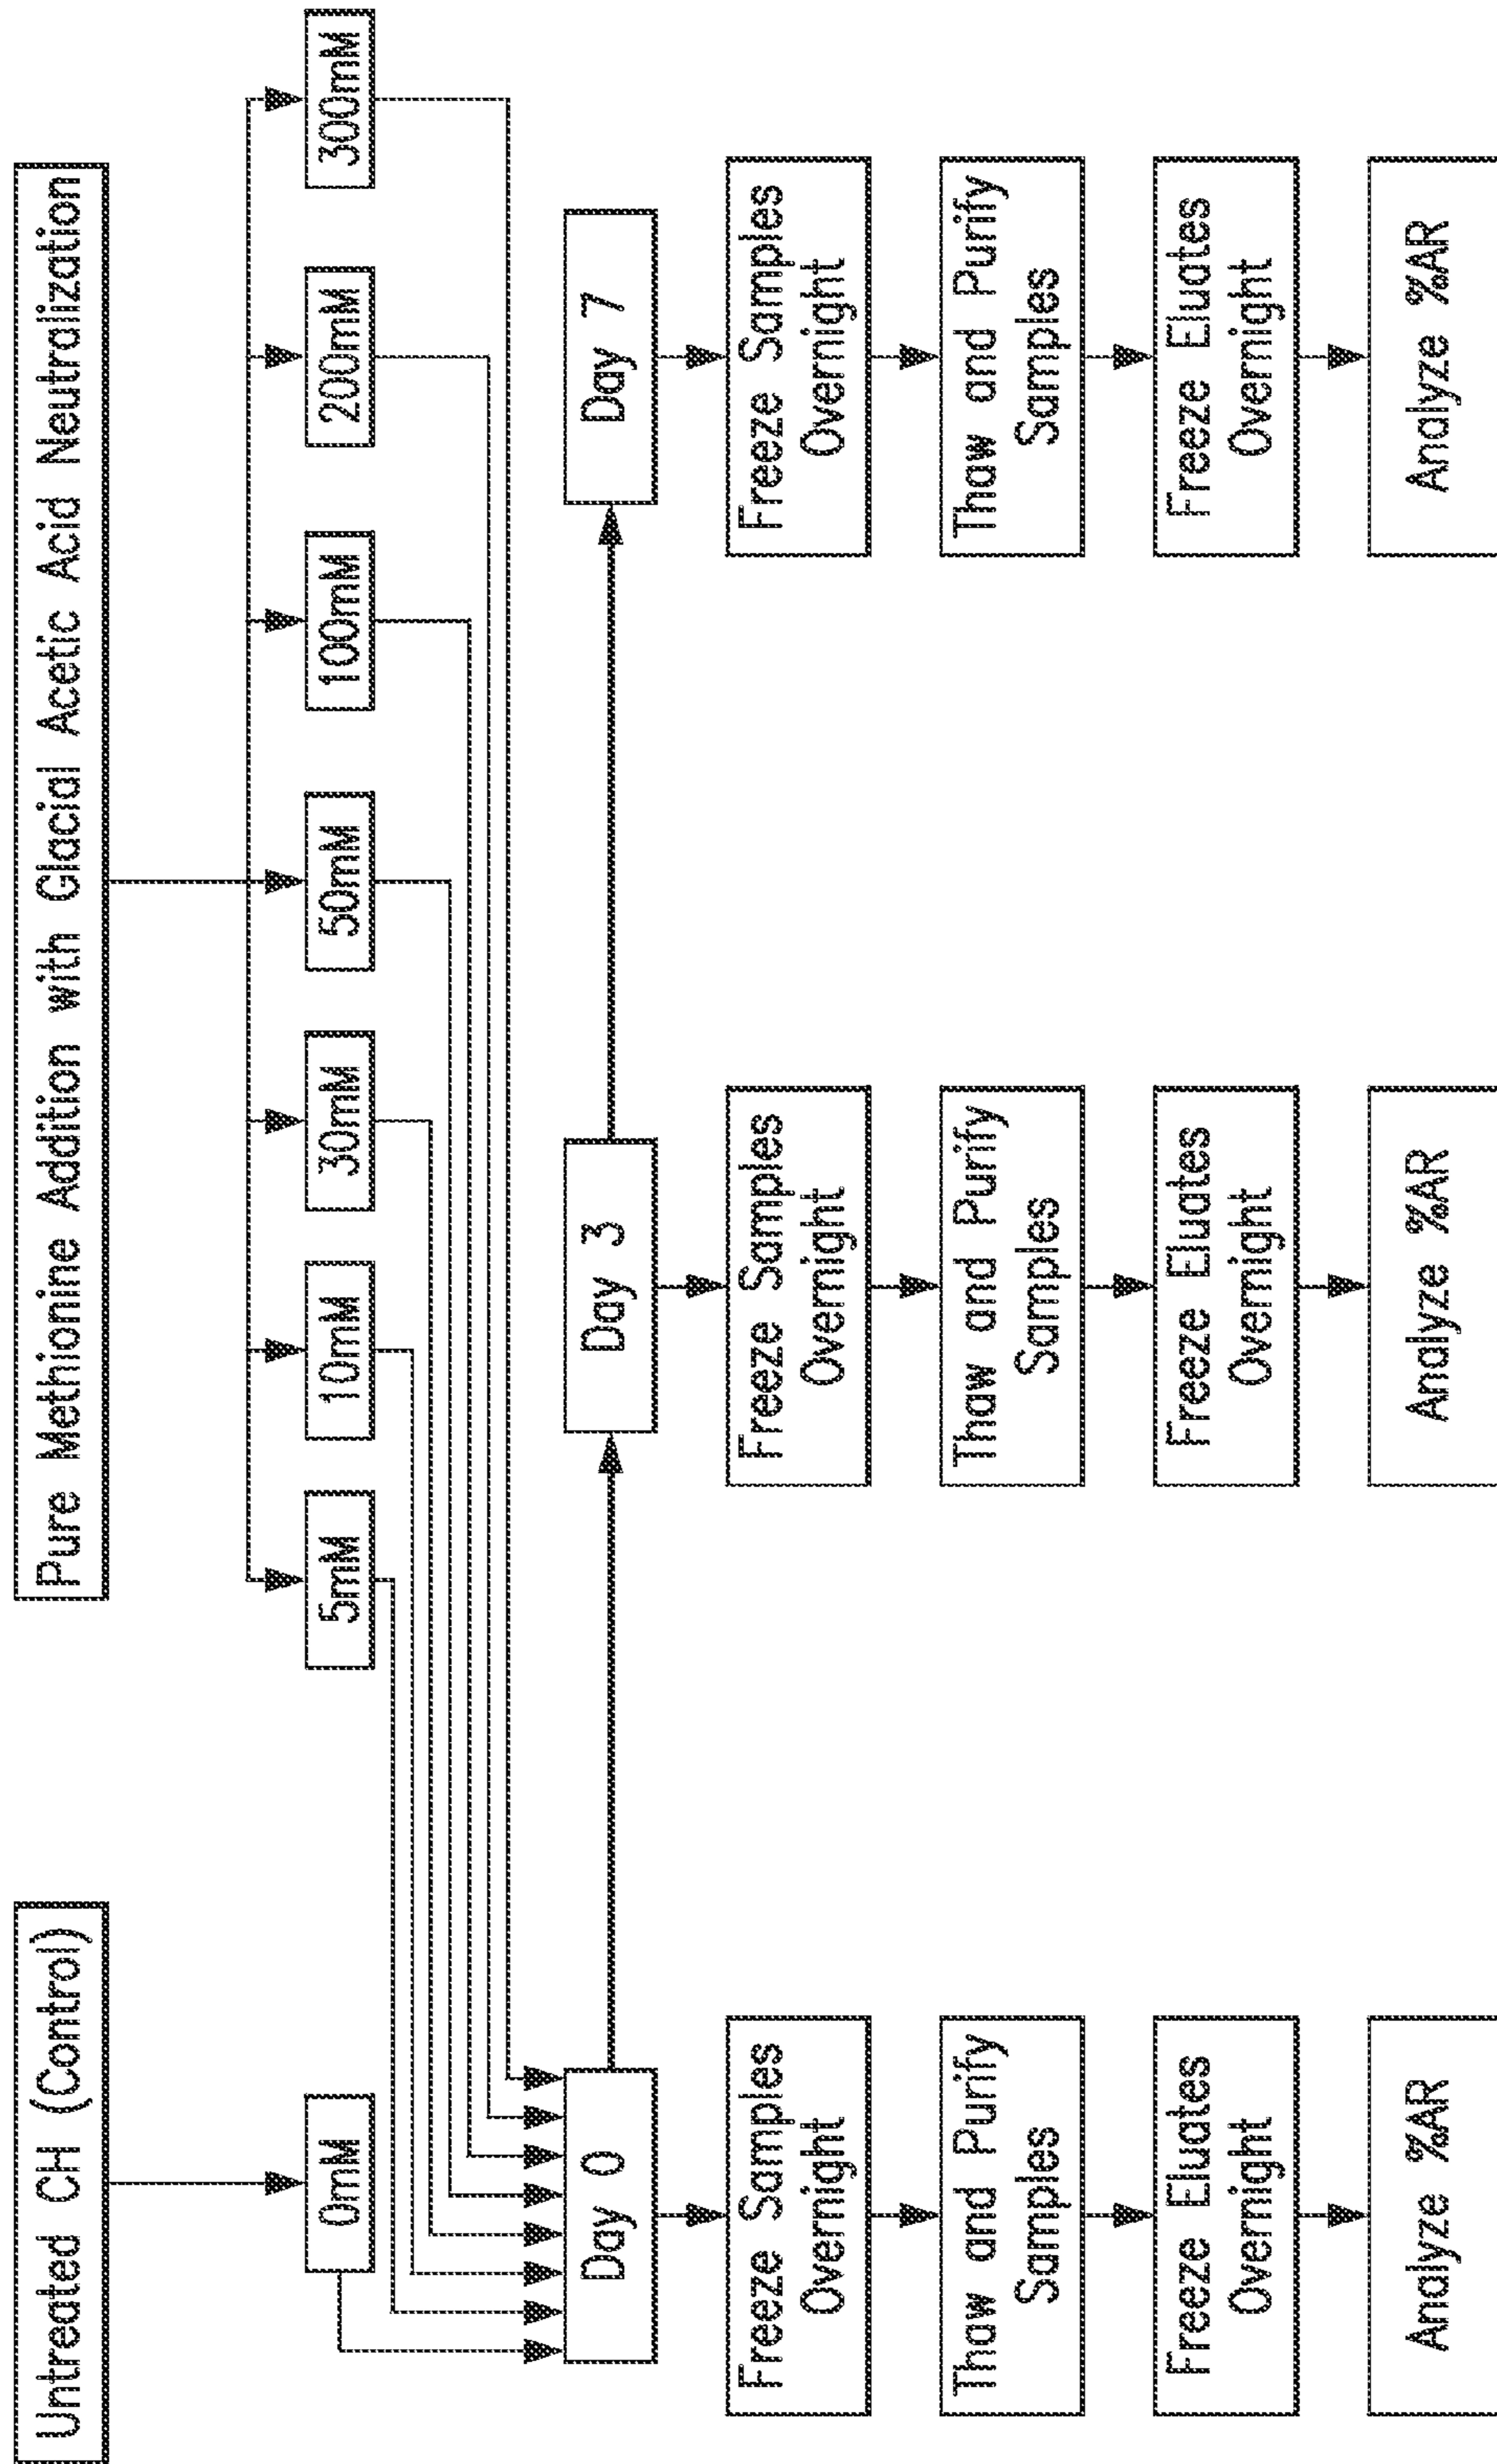 Untreated CH (Control)
Pure Methionine Addition with Glacial Acetic Acid Neutralization
0mM
5mM
10mM
30mM
50mM
100mM
200mM
300mM
Day 0
Day 3
Day 7
Freeze Samples
Overnight
Freeze Samples
Overnight
Freeze Samples
Overnight
Thaw and Purify
Samples
Thaw and Purify
Samples
Thaw and Purify
Samples
Freeze Eluates
Overnight
Freeze Eluates
Overnight
Freeze Eluates
Overnight
Analyze %AR
Analyze %AR
Analyze %AR